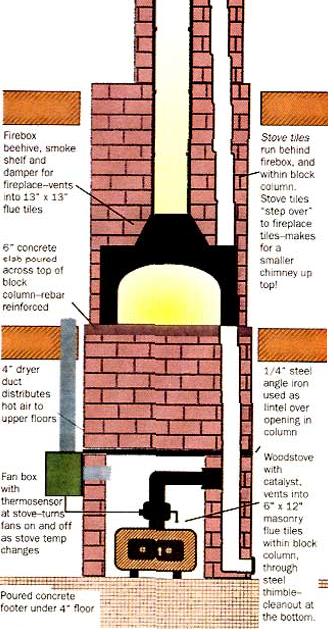 Firebox
beehive, smoke
shelf and
damper for
fireplace–vents
into 13" x 13"
flue tiles
6" concrete
slab poured
across top of
block
column–rebar
reinforced
4" dryer
duct
distributes
hot air to
upper floors
Fan box
with
thermosensor
at stove–turns
fans on and off
as stove temp
changes
Poured concrete
footer under 4" floor
Stove tiles
run behind
firebox, and
within block
column.
Stove tiles
"step over"
to fireplace
tiles–makes
for a
smaller
chimney up
top!
1/4" steel
angle iron
used as
lintel over
opening in
column
Woodstove
with
catalyst,
vents into
6" x 12"
masonry
flue tiles
within block
column,
through
steel
thimble–
cleanout at
the bottom.